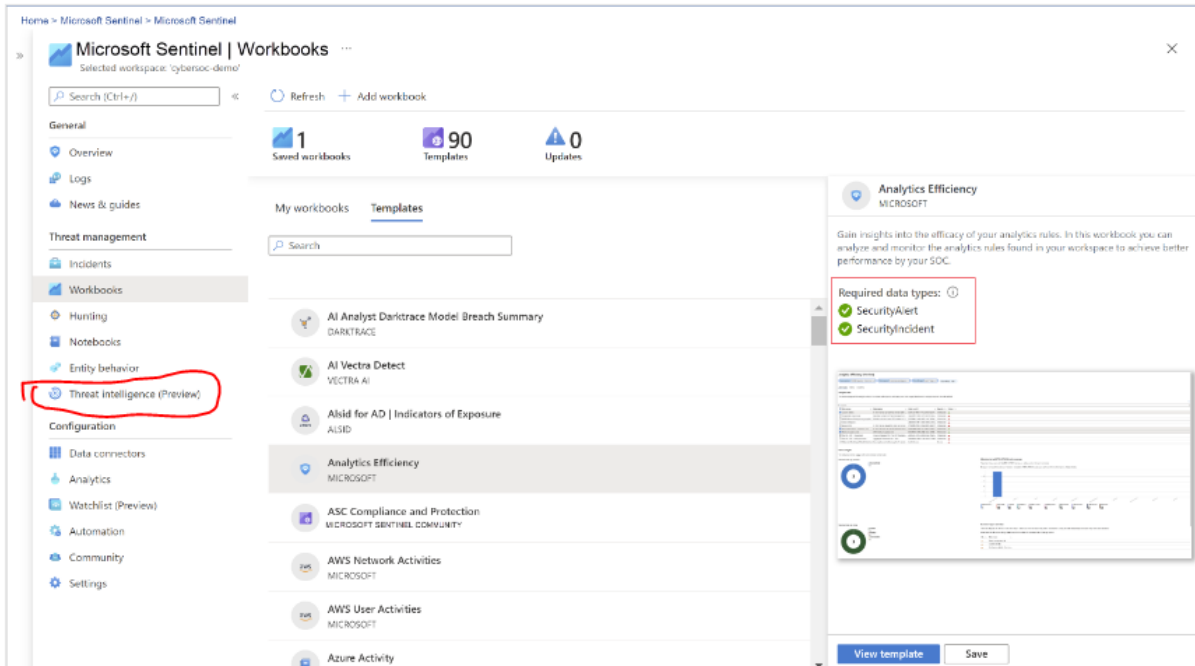 Home > Microsoft Sentinel > Microsoft Sentinel
Microsoft Sentinel | Workbooks ...
Selected workspace: 'cybersoc-demo'
Search (Ctrl+/)
Refresh
Add workbook
General
Overview
Logs
News & guides
Threat management
Incidents
Workbooks
Hunting
Notebooks
Entity behavior
Threat intelligence (Preview)
Configuration
Data connectors
Analytics
Watchlist (Preview)
Automation
Community
Settings
1
Saved workbooks
90
Templates
0
Updates
My workbooks Templates
Search
AI Analyst Darktrace Model Breach Summary
DARKTRACE
AI Vectra Detect
VECTRA AI
Alsid for AD | Indicators of Exposure
ALSID
Analytics Efficiency
MICROSOFT
ASC Compliance and Protection
MICROSOFT SENTINEL COMMUNITY
aws
AWS Network Activities
MICROSOFT
aws
AWS User Activities
MICROSOFT
Azure Activity
Analytics Efficiency
MICROSOFT
Gain insights into the efficacy of your analytics rules. In this workbook you can
analyze and monitor the analytics rules found in your workspace to achieve better
performance by your SOC.
Required data types:
SecurityAlert
SecurityIncident
View template
Save